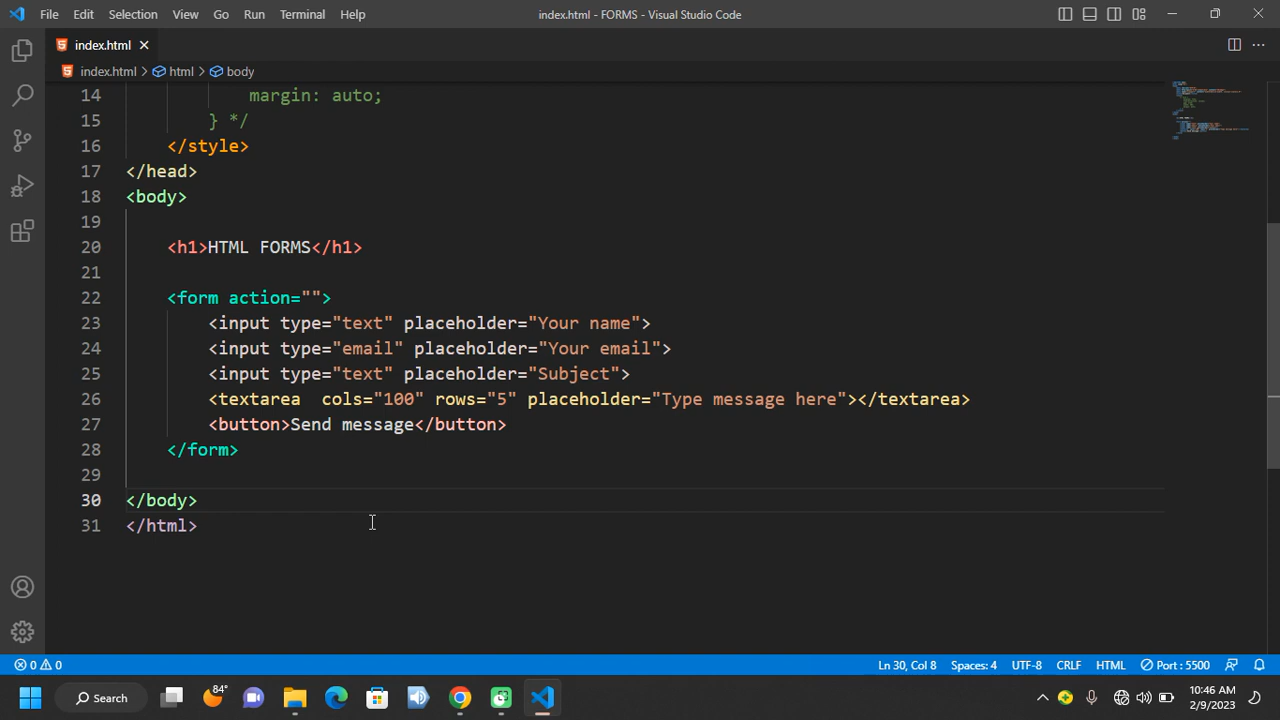 File Edit Selection View Go Run Terminal Help
index.html - FORMS - Visual Studio Code
index.html
index.html > html > body
14 margin: auto;
15 } */
16 </style>
17 </head>
18 <body>
19
20 <h1>HTML FORMS</h1>
21
22 <form action="">
23 <input type="text" placeholder="Your name">
24 <input type="email" placeholder="Your email">
25 <input type="text" placeholder="Subject">
26 <textarea  cols="100" rows="5" placeholder="Type message here"></textarea>
27 <button>Send message</button>
28 </form>
29
30 </body>
31 </html>
0 0 Ln 30, Col 8 Spaces: 4 UTF-8 CRLF HTML Port : 5500
84° Search 10:46 AM
2/9/2023